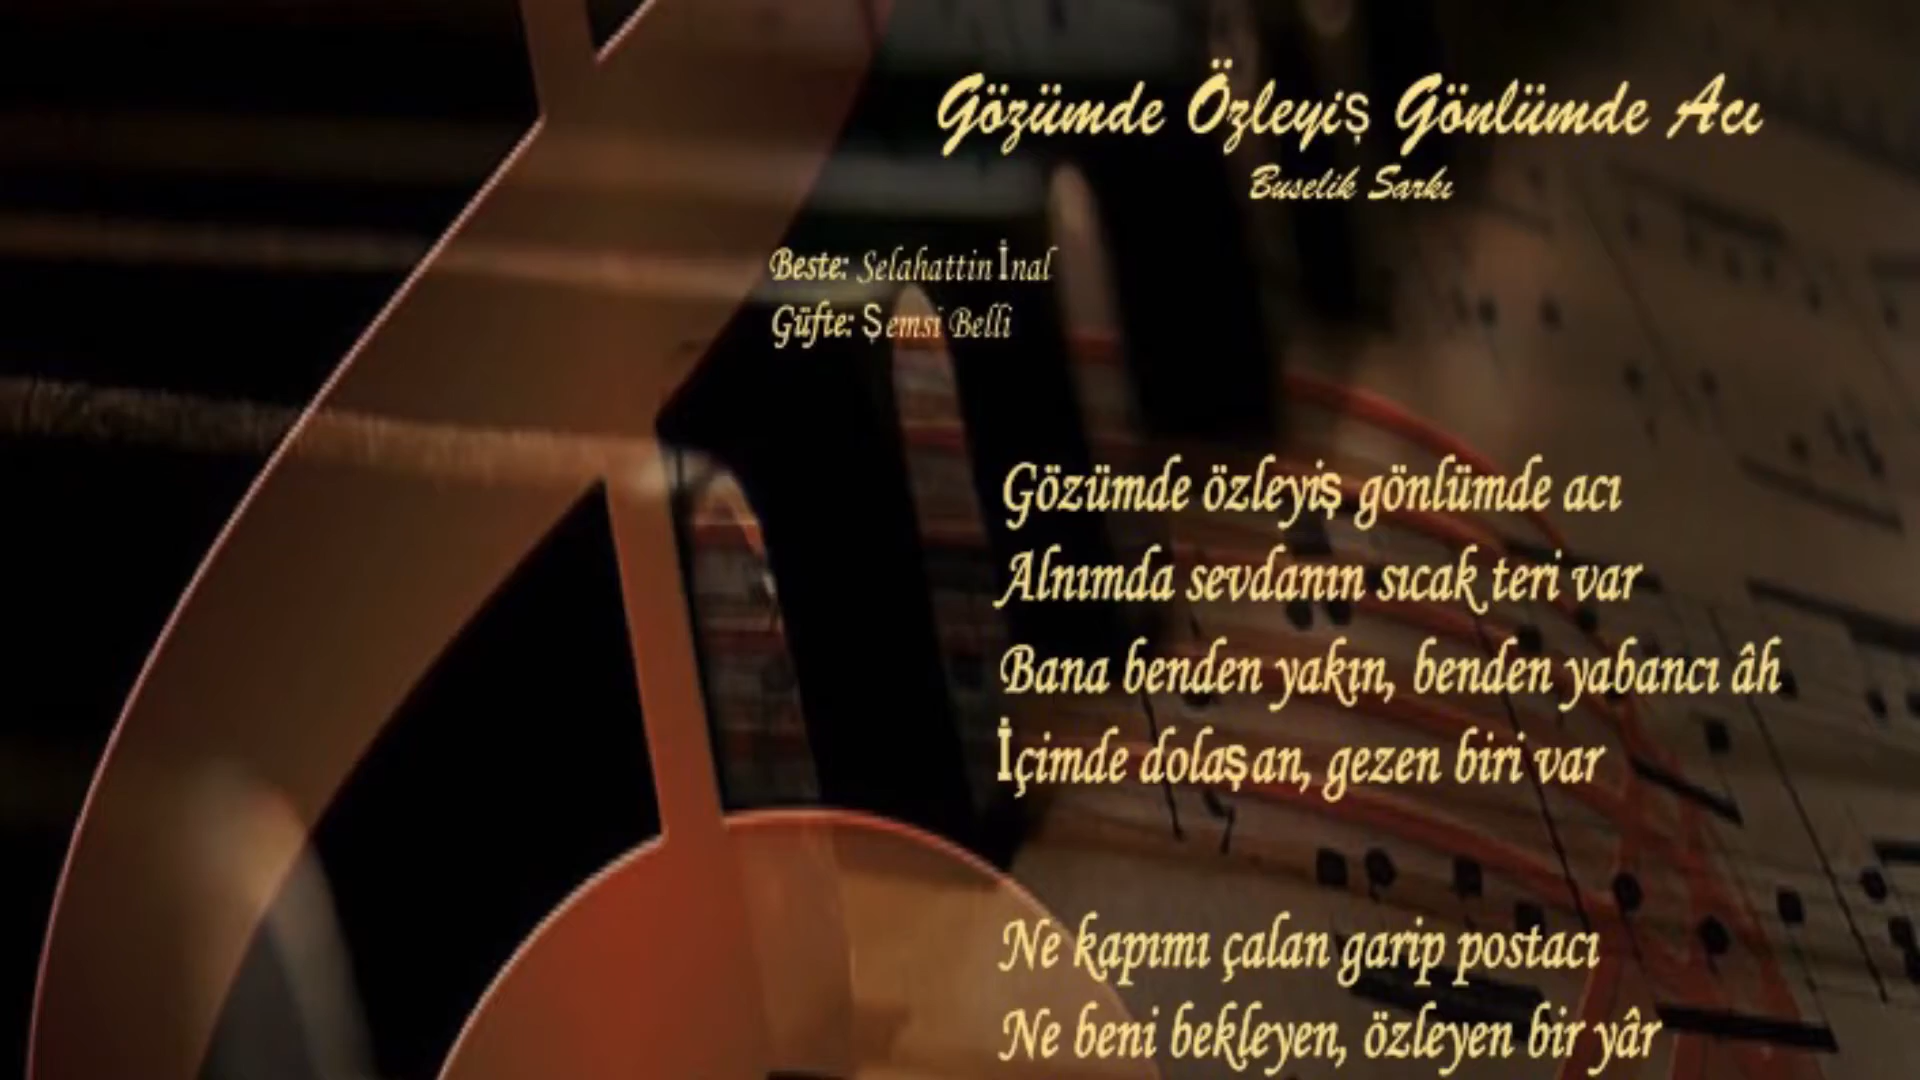 Gözümde Özleyiş Gönlümde Acı
Buselik Sarkı
Beste: Selahattin İnal
Güfte: Şemsi Belli
Gözümde özleyiş gönlümde acı
Alnımda sevdanın sıcak teri var
Bana benden yakın, benden yabancı âh
İçimde dolaşan, gezen biri var
Ne kapımı çalan garip postacı
Ne beni bekleyen, özleyen bir yâr